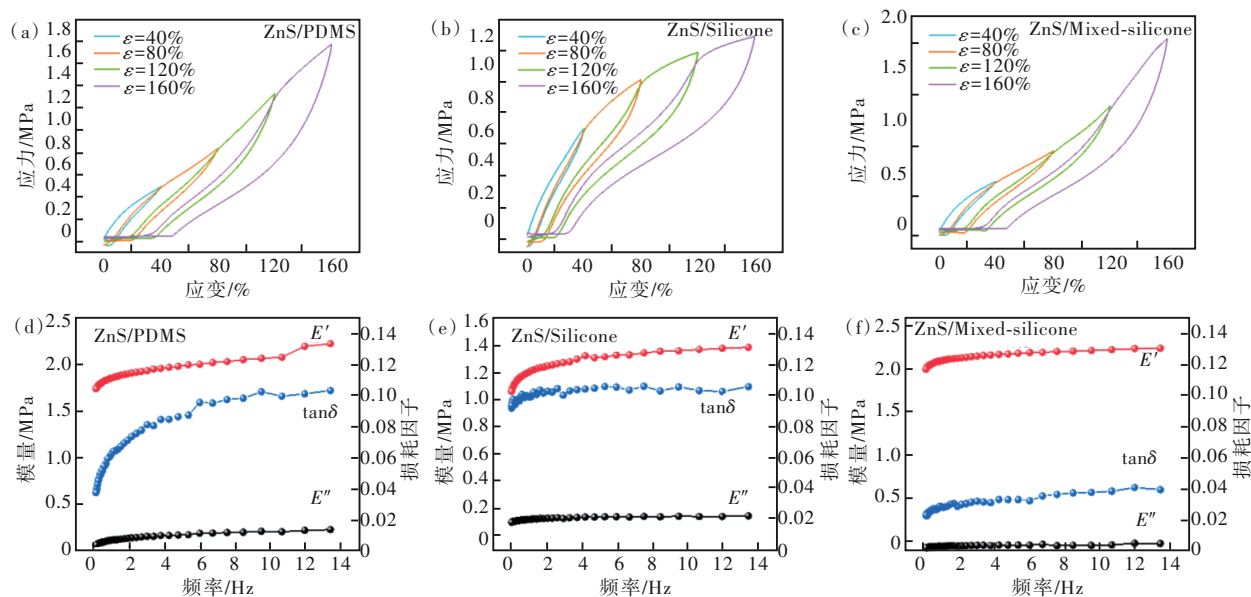 (a)
ZnS/PDMS
ε=40%
ε=80%
ε=120%
ε=160%
应力/MPa
1.8
1.6
1.4
1.2
1.0
0.8
0.6
0.4
0.2
0
0 40 80 120 160
应变/%
(b)
ZnS/Silicone
ε=40%
ε=80%
ε=120%
ε=160%
应力/MPa
1.2
1.0
0.8
0.6
0.4
0.2
0
0 40 80 120 160
应变/%
(c)
ZnS/Mixed-silicone
ε=40%
ε=80%
ε=120%
ε=160%
应力/MPa
2.0
1.5
1.0
0.5
0
0 40 80 120 160
应变/%
(d)
ZnS/PDMS
E′
tanδ
E″
模量/MPa
2.5
2.0
1.5
1.0
0.5
0
损耗因子
0.14
0.12
0.10
0.08
0.06
0.04
0.02
0
0 2 4 6 8 10 12 14
频率/Hz
(e)
ZnS/Silicone
E′
tanδ
E″
模量/MPa
1.6
1.4
1.2
1.0
0.8
0.6
0.4
0.2
0
损耗因子
0.14
0.12
0.10
0.08
0.06
0.04
0.02
0
0 2 4 6 8 10 12 14
频率/Hz
(f)
ZnS/Mixed-silicone
E′
tanδ
E″
模量/MPa
2.5
2.0
1.5
1.0
0.5
0
损耗因子
0.14
0.12
0.10
0.08
0.06
0.04
0.02
0
0 2 4 6 8 10 12 14
频率/Hz